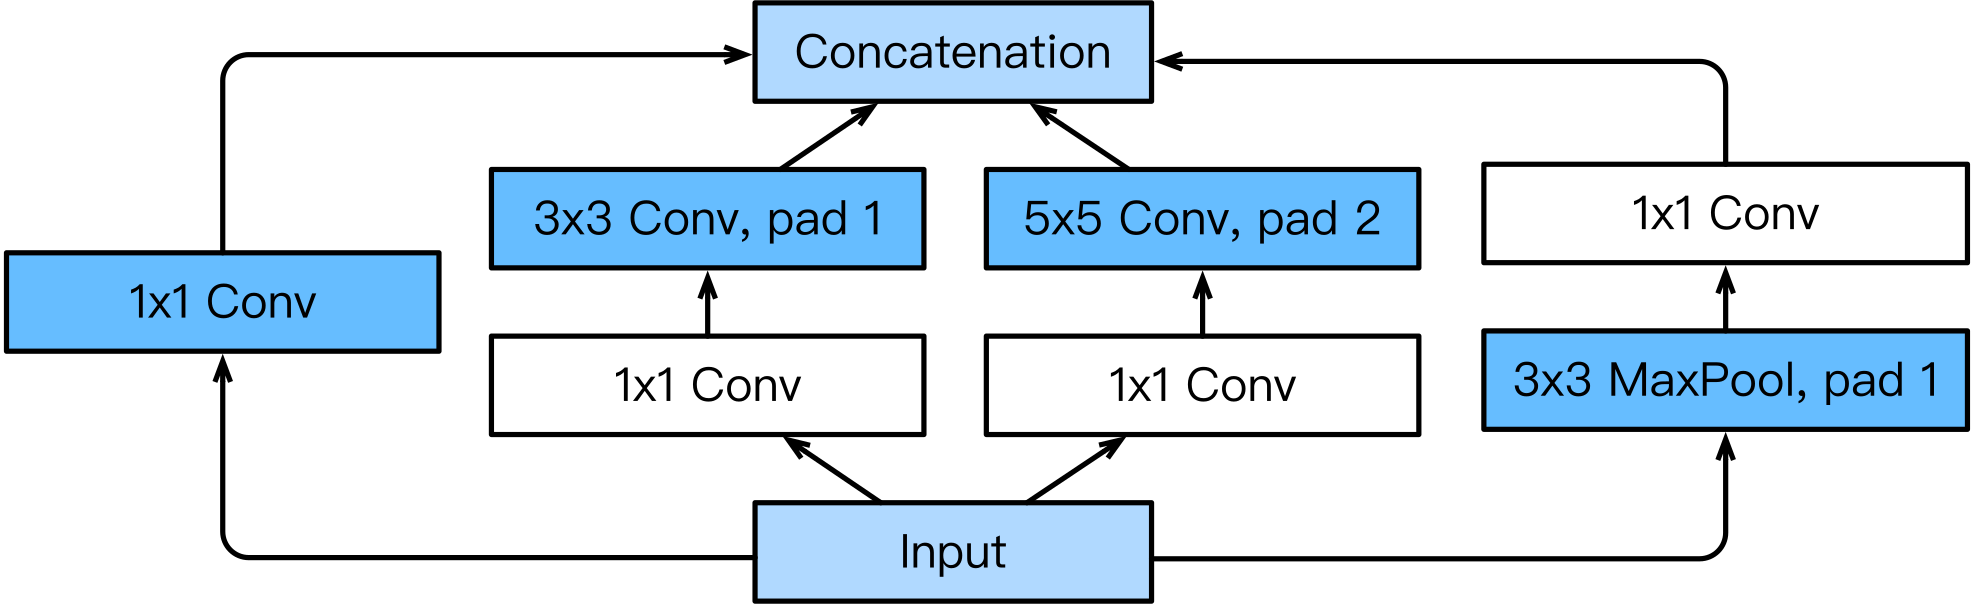 Concatenation
3x3 Conv, pad 1
5x5 Conv, pad 2
1x1 Conv
1x1 Conv
1x1 Conv
1x1 Conv
3x3 MaxPool, pad 1
Input